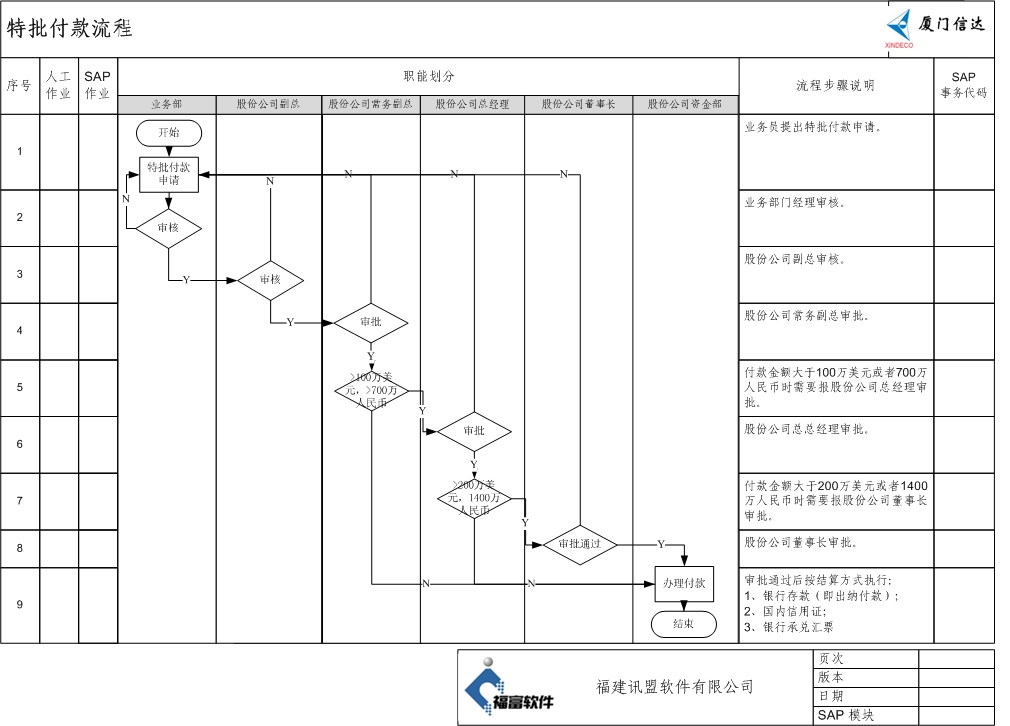 特批付款流程
厦门信达
XINDECO
序号
人工
作业
SAP
作业
职能划分
流程步骤说明
SAP
事务代码
业务部
股份公司副总
股份公司常务副总
股份公司总经理
股份公司董事长
股份公司资金部
1
开始
特批付款
申请
N
N
N
N
业务员提出特批付款申请。
2
N
审核
业务部门经理审核。
3
Y
审核
股份公司副总审核。
4
Y
审批
Y
股份公司常务副总审批。
5
>100万美
元，>700万
人民币
Y
付款金额大于100万美元或者700万
人民币时需要报股份公司总经理审
批。
6
审批
Y
股份公司总总经理审批。
7
>200万美
元，1400万
人民币
Y
付款金额大于200万美元或者1400
万人民币时需要报股份公司董事长
审批。
8
审批通过
Y
股份公司董事长审批。
9
N
N
办理付款
结束
审批通过后按结算方式执行：
1、银行存款（即出纳付款）；
2、国内信用证；
3、银行承兑汇票
福富软件
福建讯盟软件有限公司
页次
版本
日期
SAP 模块